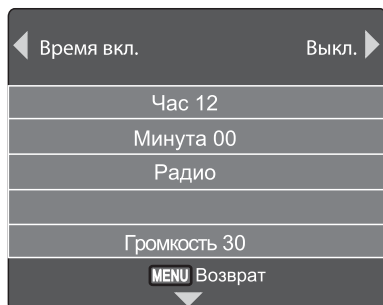 Время вкл. Выкл.
Час 12
Минута 00
Радио
Громкость 30
MENU Возврат